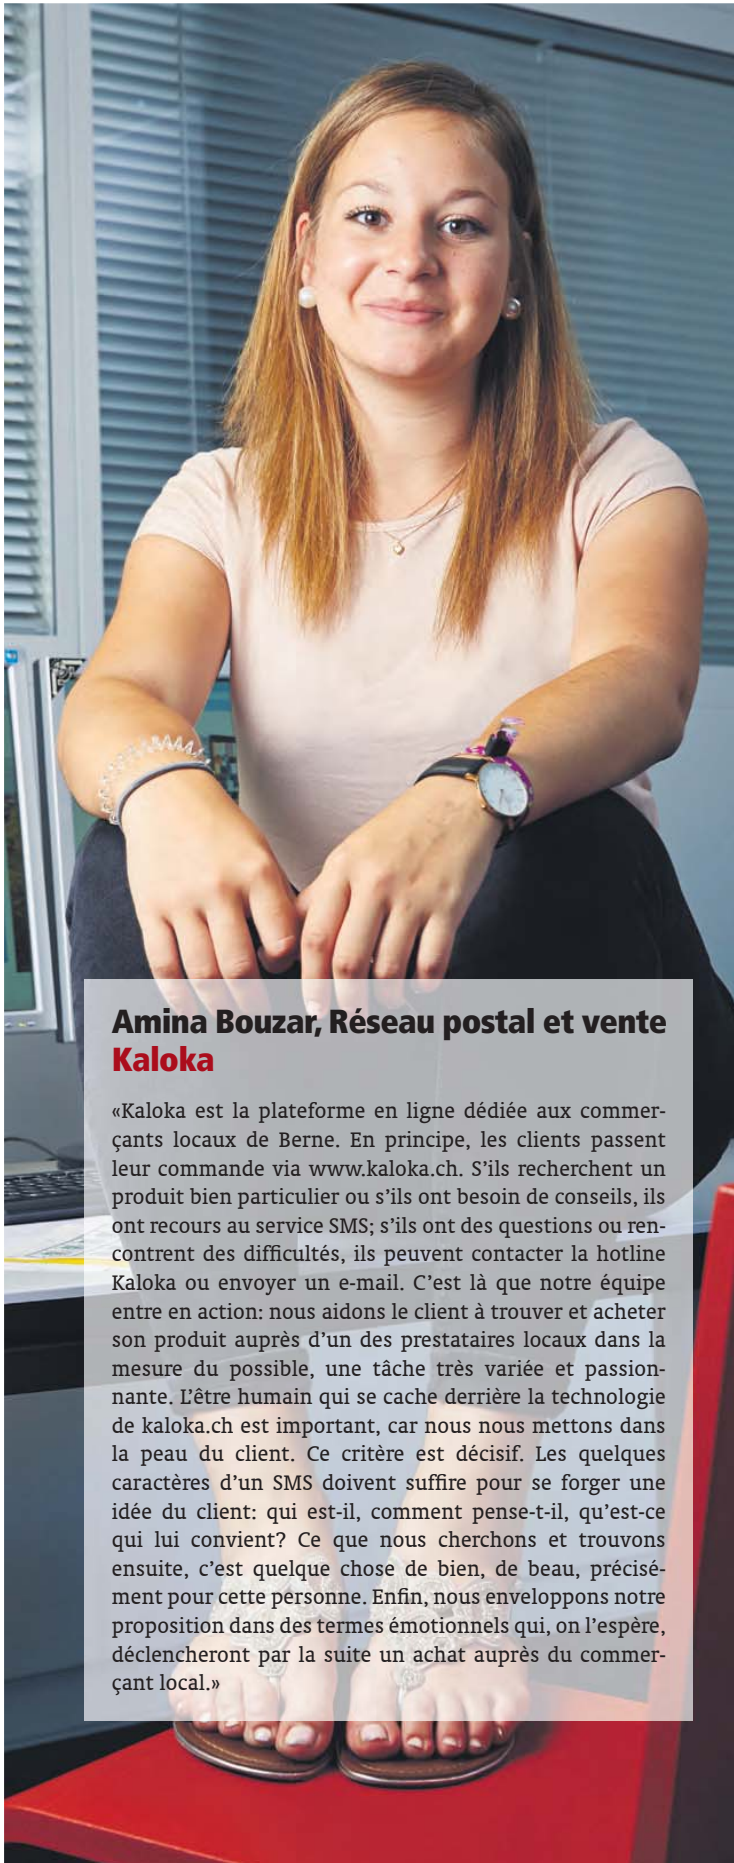 Amina Bouzar, Réseau postal et vente
Kaloka
«Kaloka est la plateforme en ligne dédiée aux commer-
çants locaux de Berne. En principe, les clients passent
leur commande via www.kaloka.ch. S’ils recherchent un
produit bien particulier ou s’ils ont besoin de conseils, ils
ont recours au service SMS; s’ils ont des questions ou ren-
contrent des difficultés, ils peuvent contacter la hotline
Kaloka ou envoyer un e-mail. C’est là que notre équipe
entre en action: nous aidons le client à trouver et acheter
son produit auprès d’un des prestataires locaux dans la
mesure du possible, une tâche très variée et passion-
nante. L’être humain qui se cache derrière la technologie
de kaloka.ch est important, car nous nous mettons dans
la peau du client. Ce critère est décisif. Les quelques
caractères d’un SMS doivent suffire pour se forger une
idée du client: qui est-il, comment pense-t-il, qu’est-ce
qui lui convient? Ce que nous cherchons et trouvons
ensuite, c’est quelque chose de bien, de beau, précisé-
ment pour cette personne. Enfin, nous enveloppons notre
proposition dans des termes émotionnels qui, on l’espère,
déclencheront par la suite un achat auprès du commer-
çant local.»